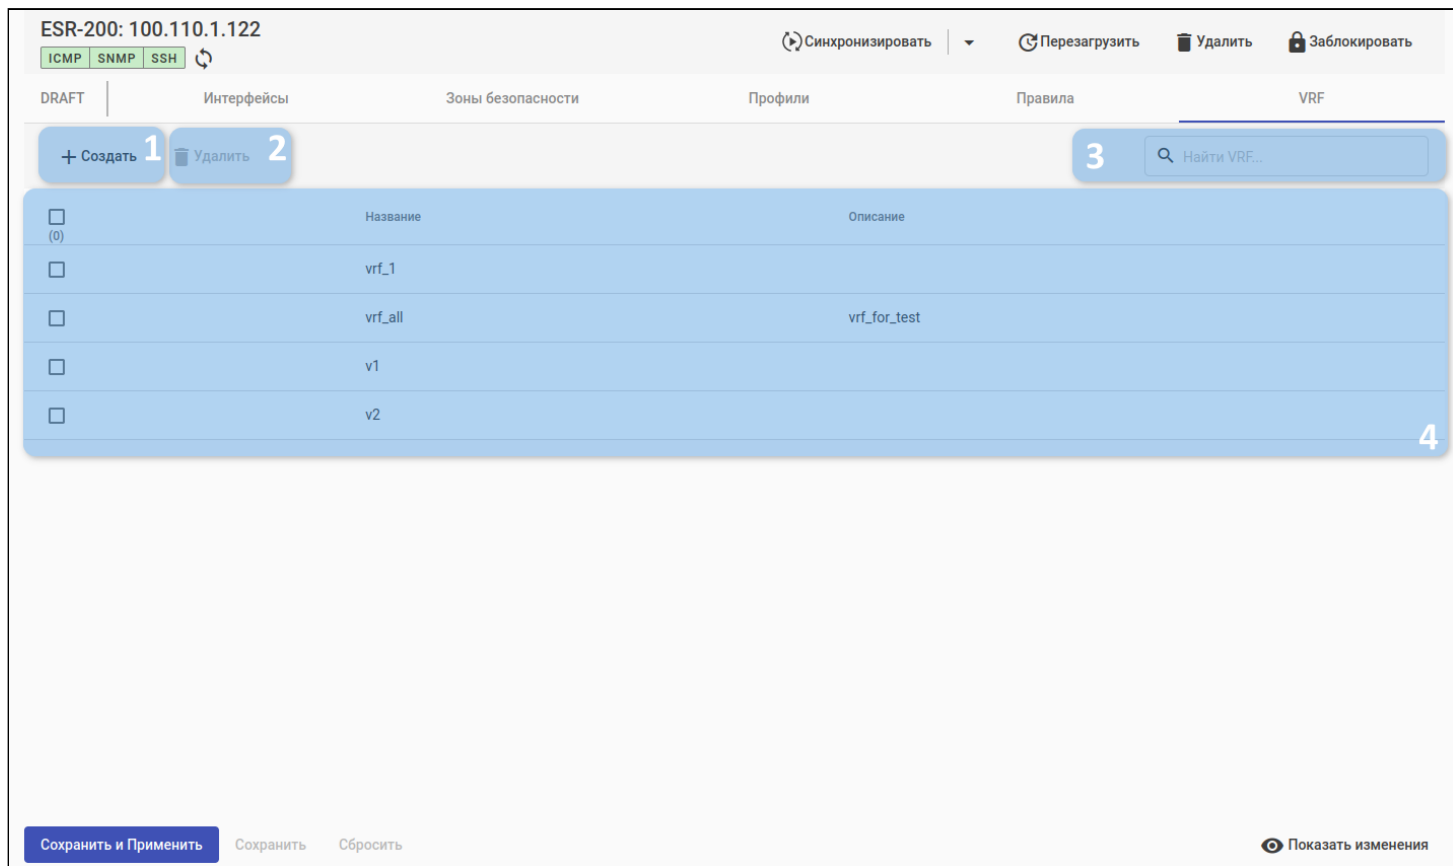 ESR-200: 100.110.1.122
Синхронизировать Перезагрузить Удалить Заблокировать
ICMP SNMP SSH
DRAFT Интерфейсы Зоны безопасности Профили Правила VRF
+ Создать 1 Удалить 2 3 Найти VRF...
Название Описание
(0)
vrf_1
vrf_all vrf_for_test
v1
v2
4
Сохранить и Применить Сохранить Сбросить Показать изменения